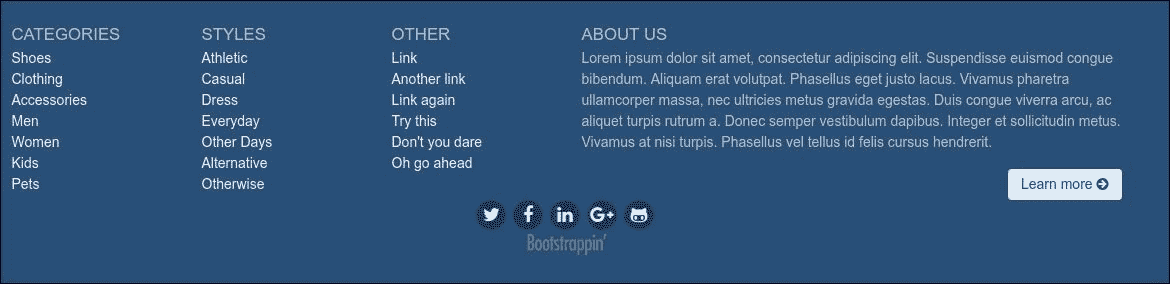 CATEGORIES
Shoes
Clothing
Accessories
Men
Women
Kids
Pets
STYLES
Athletic
Casual
Dress
Everyday
Other Days
Alternative
Otherwise
OTHER
Link
Another link
Link again
Try this
Don't you dare
Oh go ahead
ABOUT US
Lorem ipsum dolor sit amet, consectetur adipiscing elit. Suspendisse euismod congue
bibendum. Aliquam erat volutpat. Phasellus eget justo lacus. Vivamus pharetra
ullamcorper massa, nec ultricies metus gravida egestas. Duis congue viverra arcu, ac
aliquet turpis rutrum a. Donec semper vestibulum dapibus. Integer et sollicitudin metus.
Vivamus at nisi turpis. Phasellus vel tellus id felis cursus hendrerit.
Learn more
f in G+
Bootstrappin'